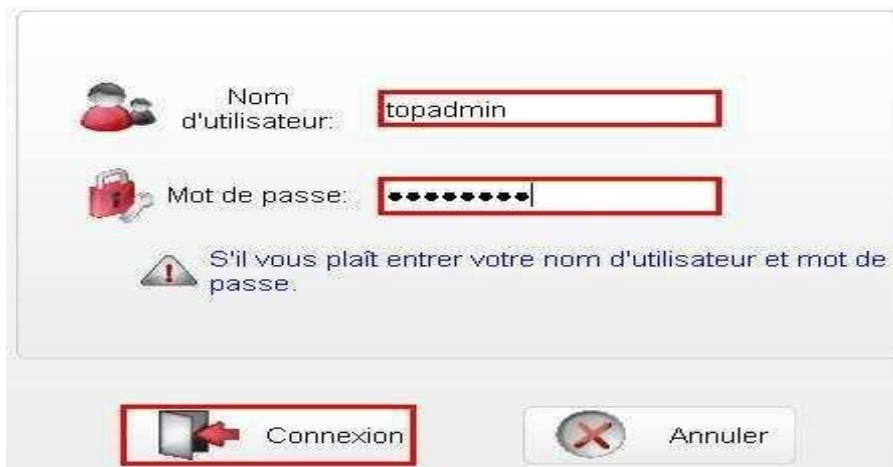 Nom
d'utilisateur:
topadmin
Mot de passe:
●●●●●●●●
S'il vous plaît entrer votre nom d'utilisateur et mot de
passe.
Connexion
Annuler